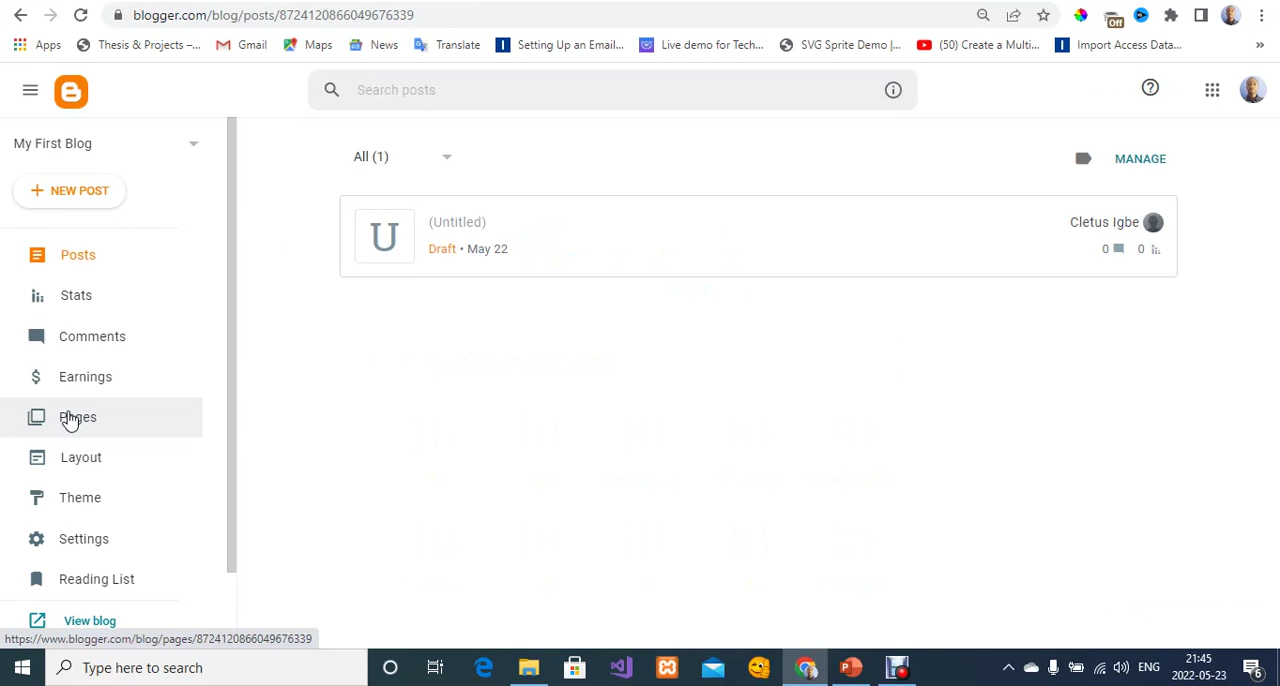 blogger.com/blog/posts/8724120866049676339
Off
Apps
Thesis & Projects –...
Gmail
Maps
News
Translate
Setting Up an Email...
Live demo for Tech...
SVG Sprite Demo |...
(50) Create a Multi...
Import Access Data...
»
Search posts
My First Blog
All (1)
MANAGE
NEW POST
U
(Untitled)
Cletus Igbe
Draft • May 22
0
0
Posts
Stats
Comments
Earnings
Pages
Layout
Theme
Settings
Reading List
View blog
https://www.blogger.com/blog/pages/8724120866049676339
Type here to search
ENG
21:45
2022-05-23
6